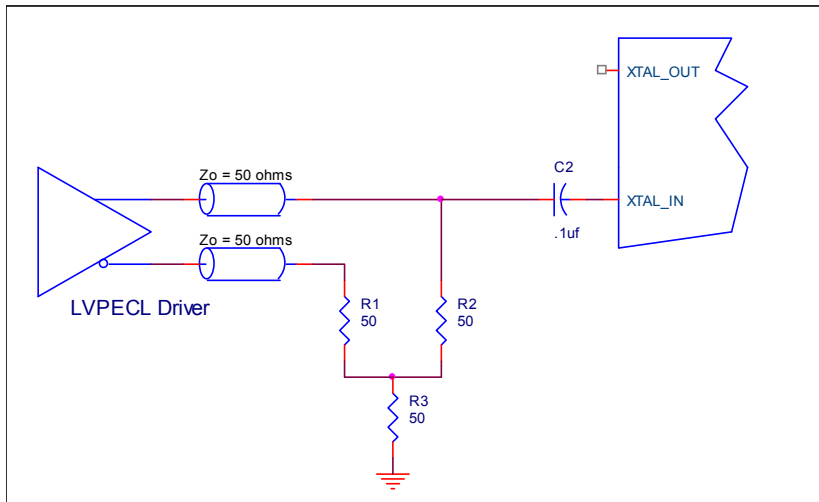 XTAL_OUT
Zo = 50 ohms
C2
XTAL_IN
.1uf
Zo = 50 ohms
LVPECL Driver
R1
50
R2
50
R3
50